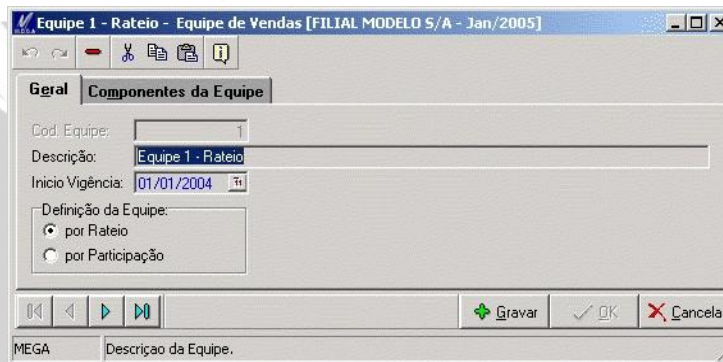 Equipe 1 - Rateio - Equipe de Vendas [FILIAL MODELO S/A - Jan/2005]
Geral Componentes da Equipe
Cod. Equipe: 1
Descrição: Equipe 1 - Rateio
Inicio Vigência: 01/01/2004
Definição da Equipe:
por Rateio
por Participação
Gravar OK Cancela
MEGA Descriçao da Equipe.